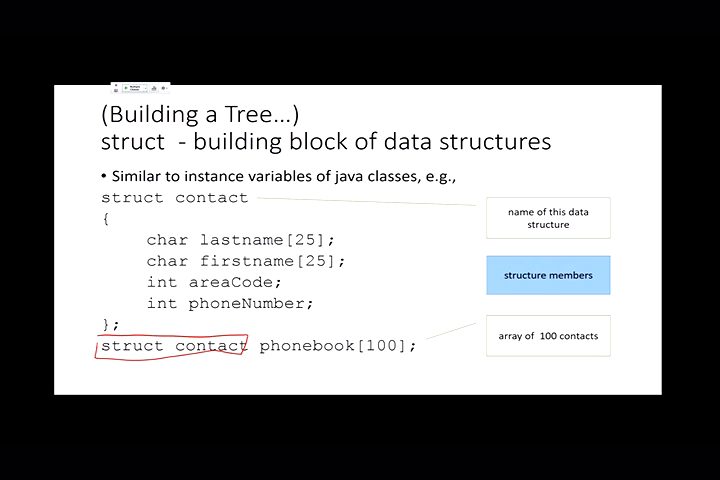 (Building a Tree...)
struct - building block of data structures
• Similar to instance variables of java classes, e.g.,
struct contact
{
char lastname[25];
char firstname[25];
int areaCode;
int phoneNumber;
};
struct contact phonebook[100];
name of this data
structure
structure members
array of 100 contacts